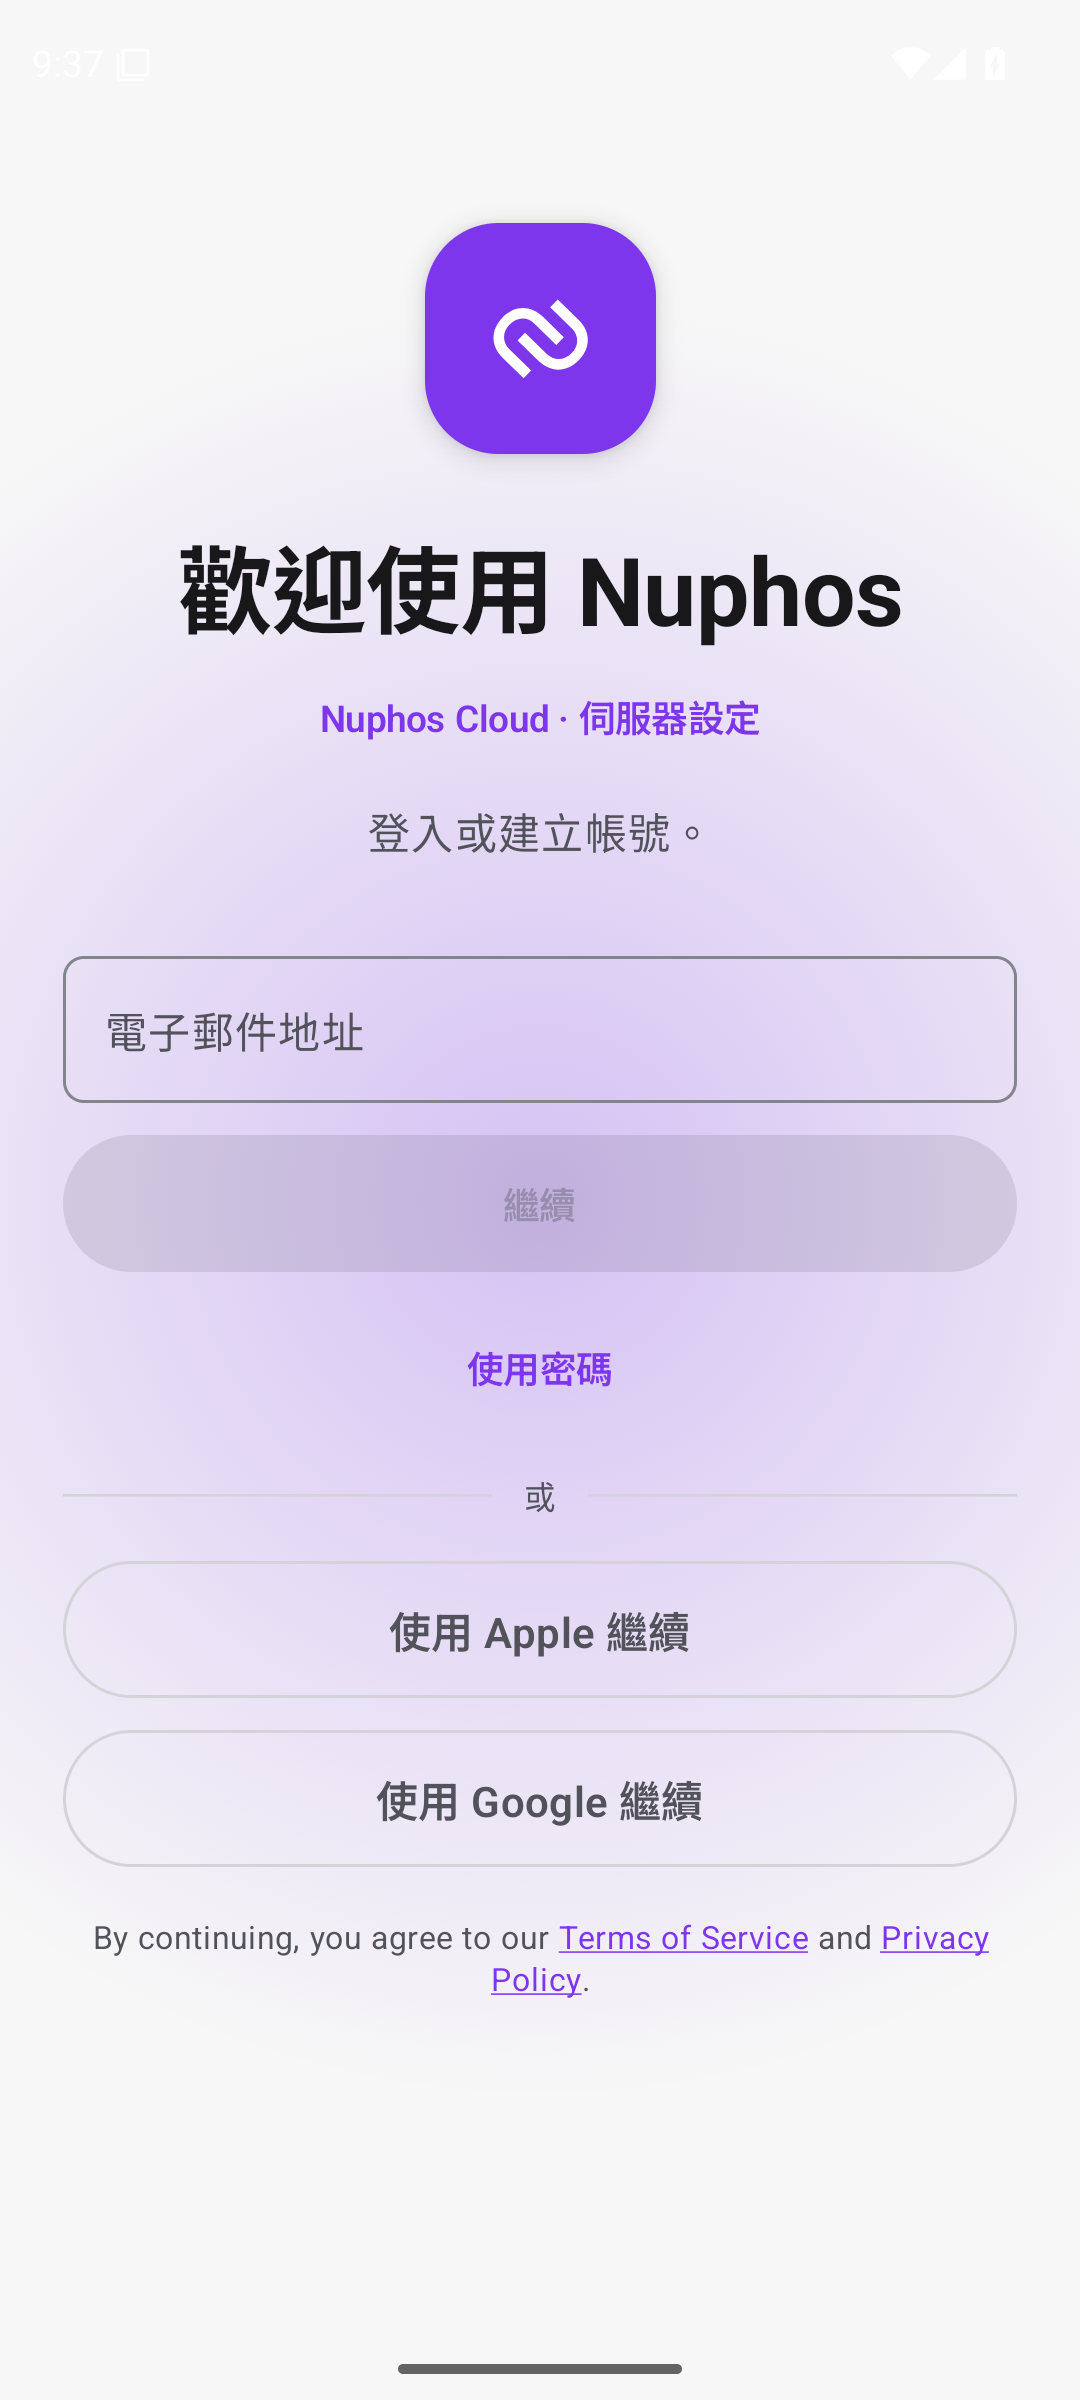 9:37
歡迎使用 Nuphos
Nuphos Cloud · 伺服器設定
登入或建立帳號。
電子郵件地址
繼續
使用密碼
或
使用 Apple 繼續
使用 Google 繼續
By continuing, you agree to our Terms of Service and Privacy
Policy.